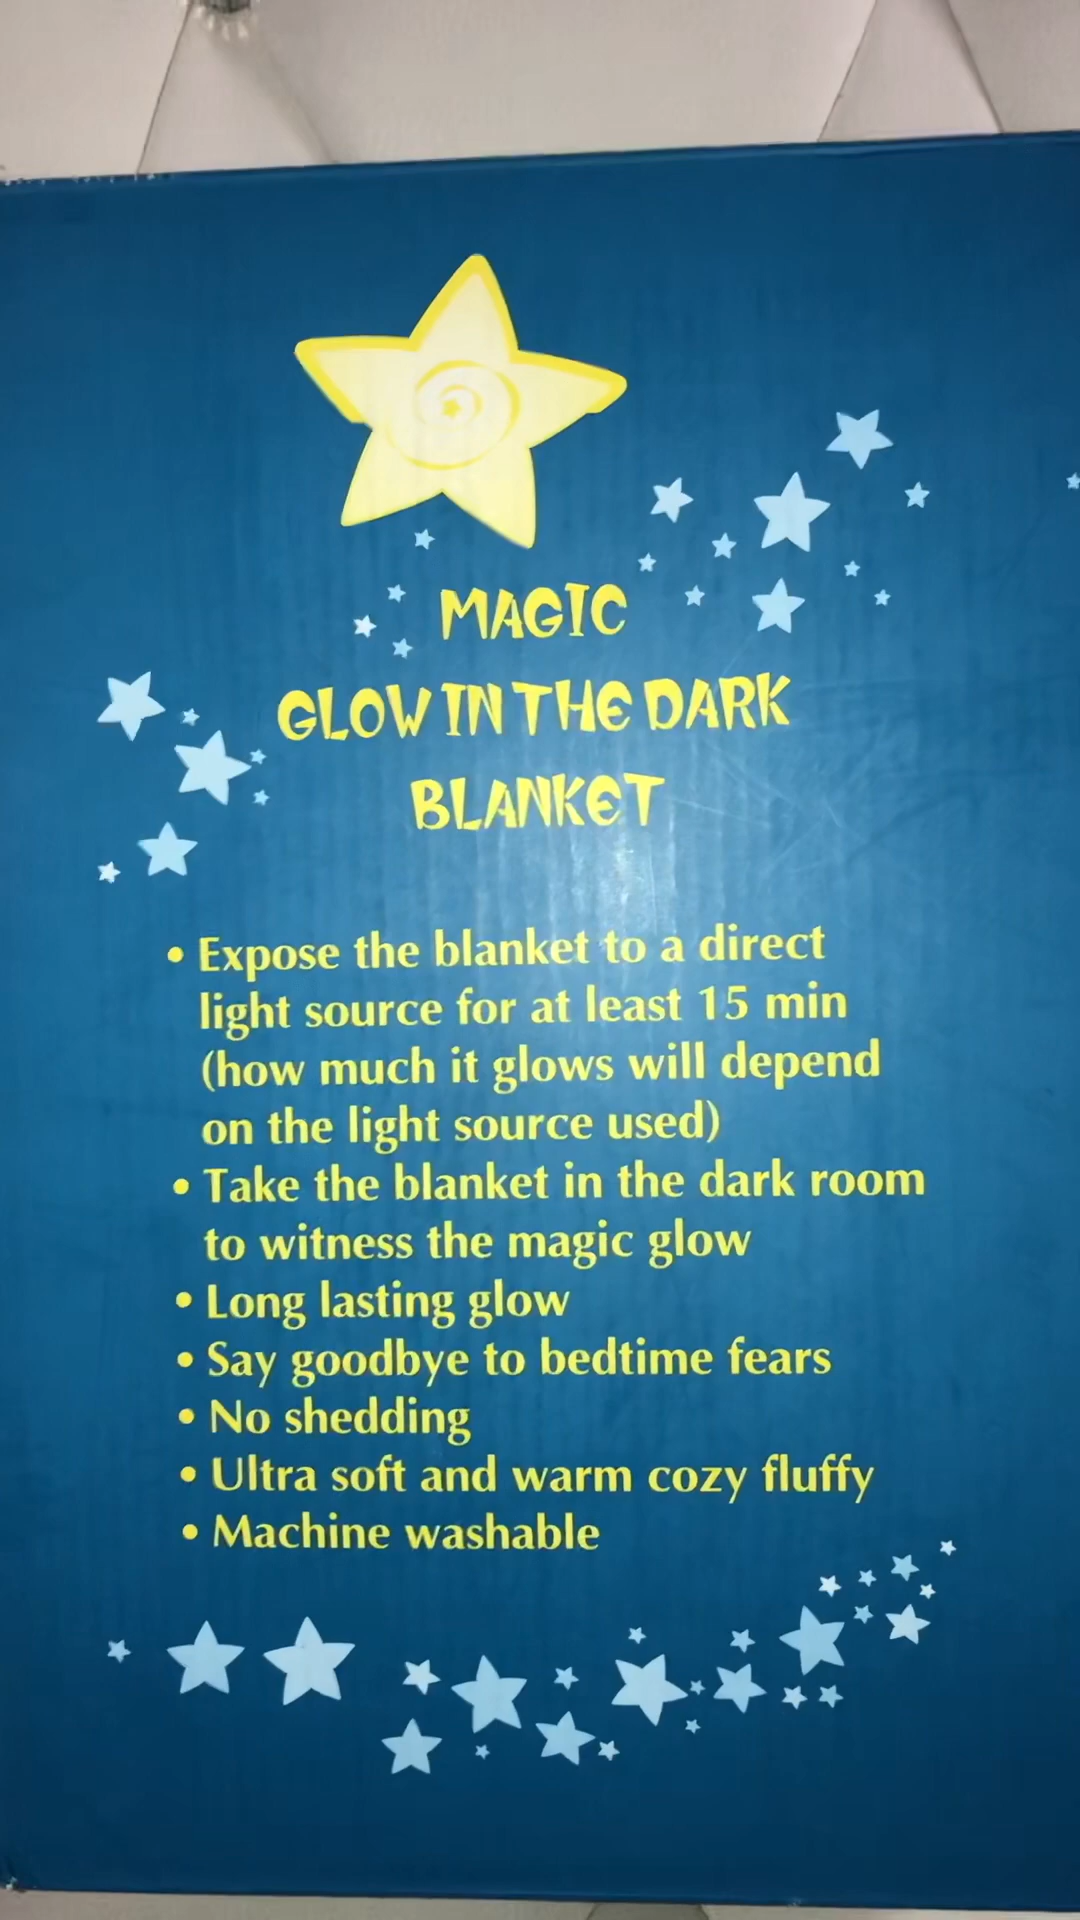 MAGIC
GLOW IN THE DARK
BLANKET
• Expose the blanket to a direct
light source for at least 15 min
(how much it glows will depend
on the light source used)
• Take the blanket in the dark room
to witness the magic glow
• Long lasting glow
• Say goodbye to bedtime fears
• No shedding
• Ultra soft and warm cozy fluffy
• Machine washable